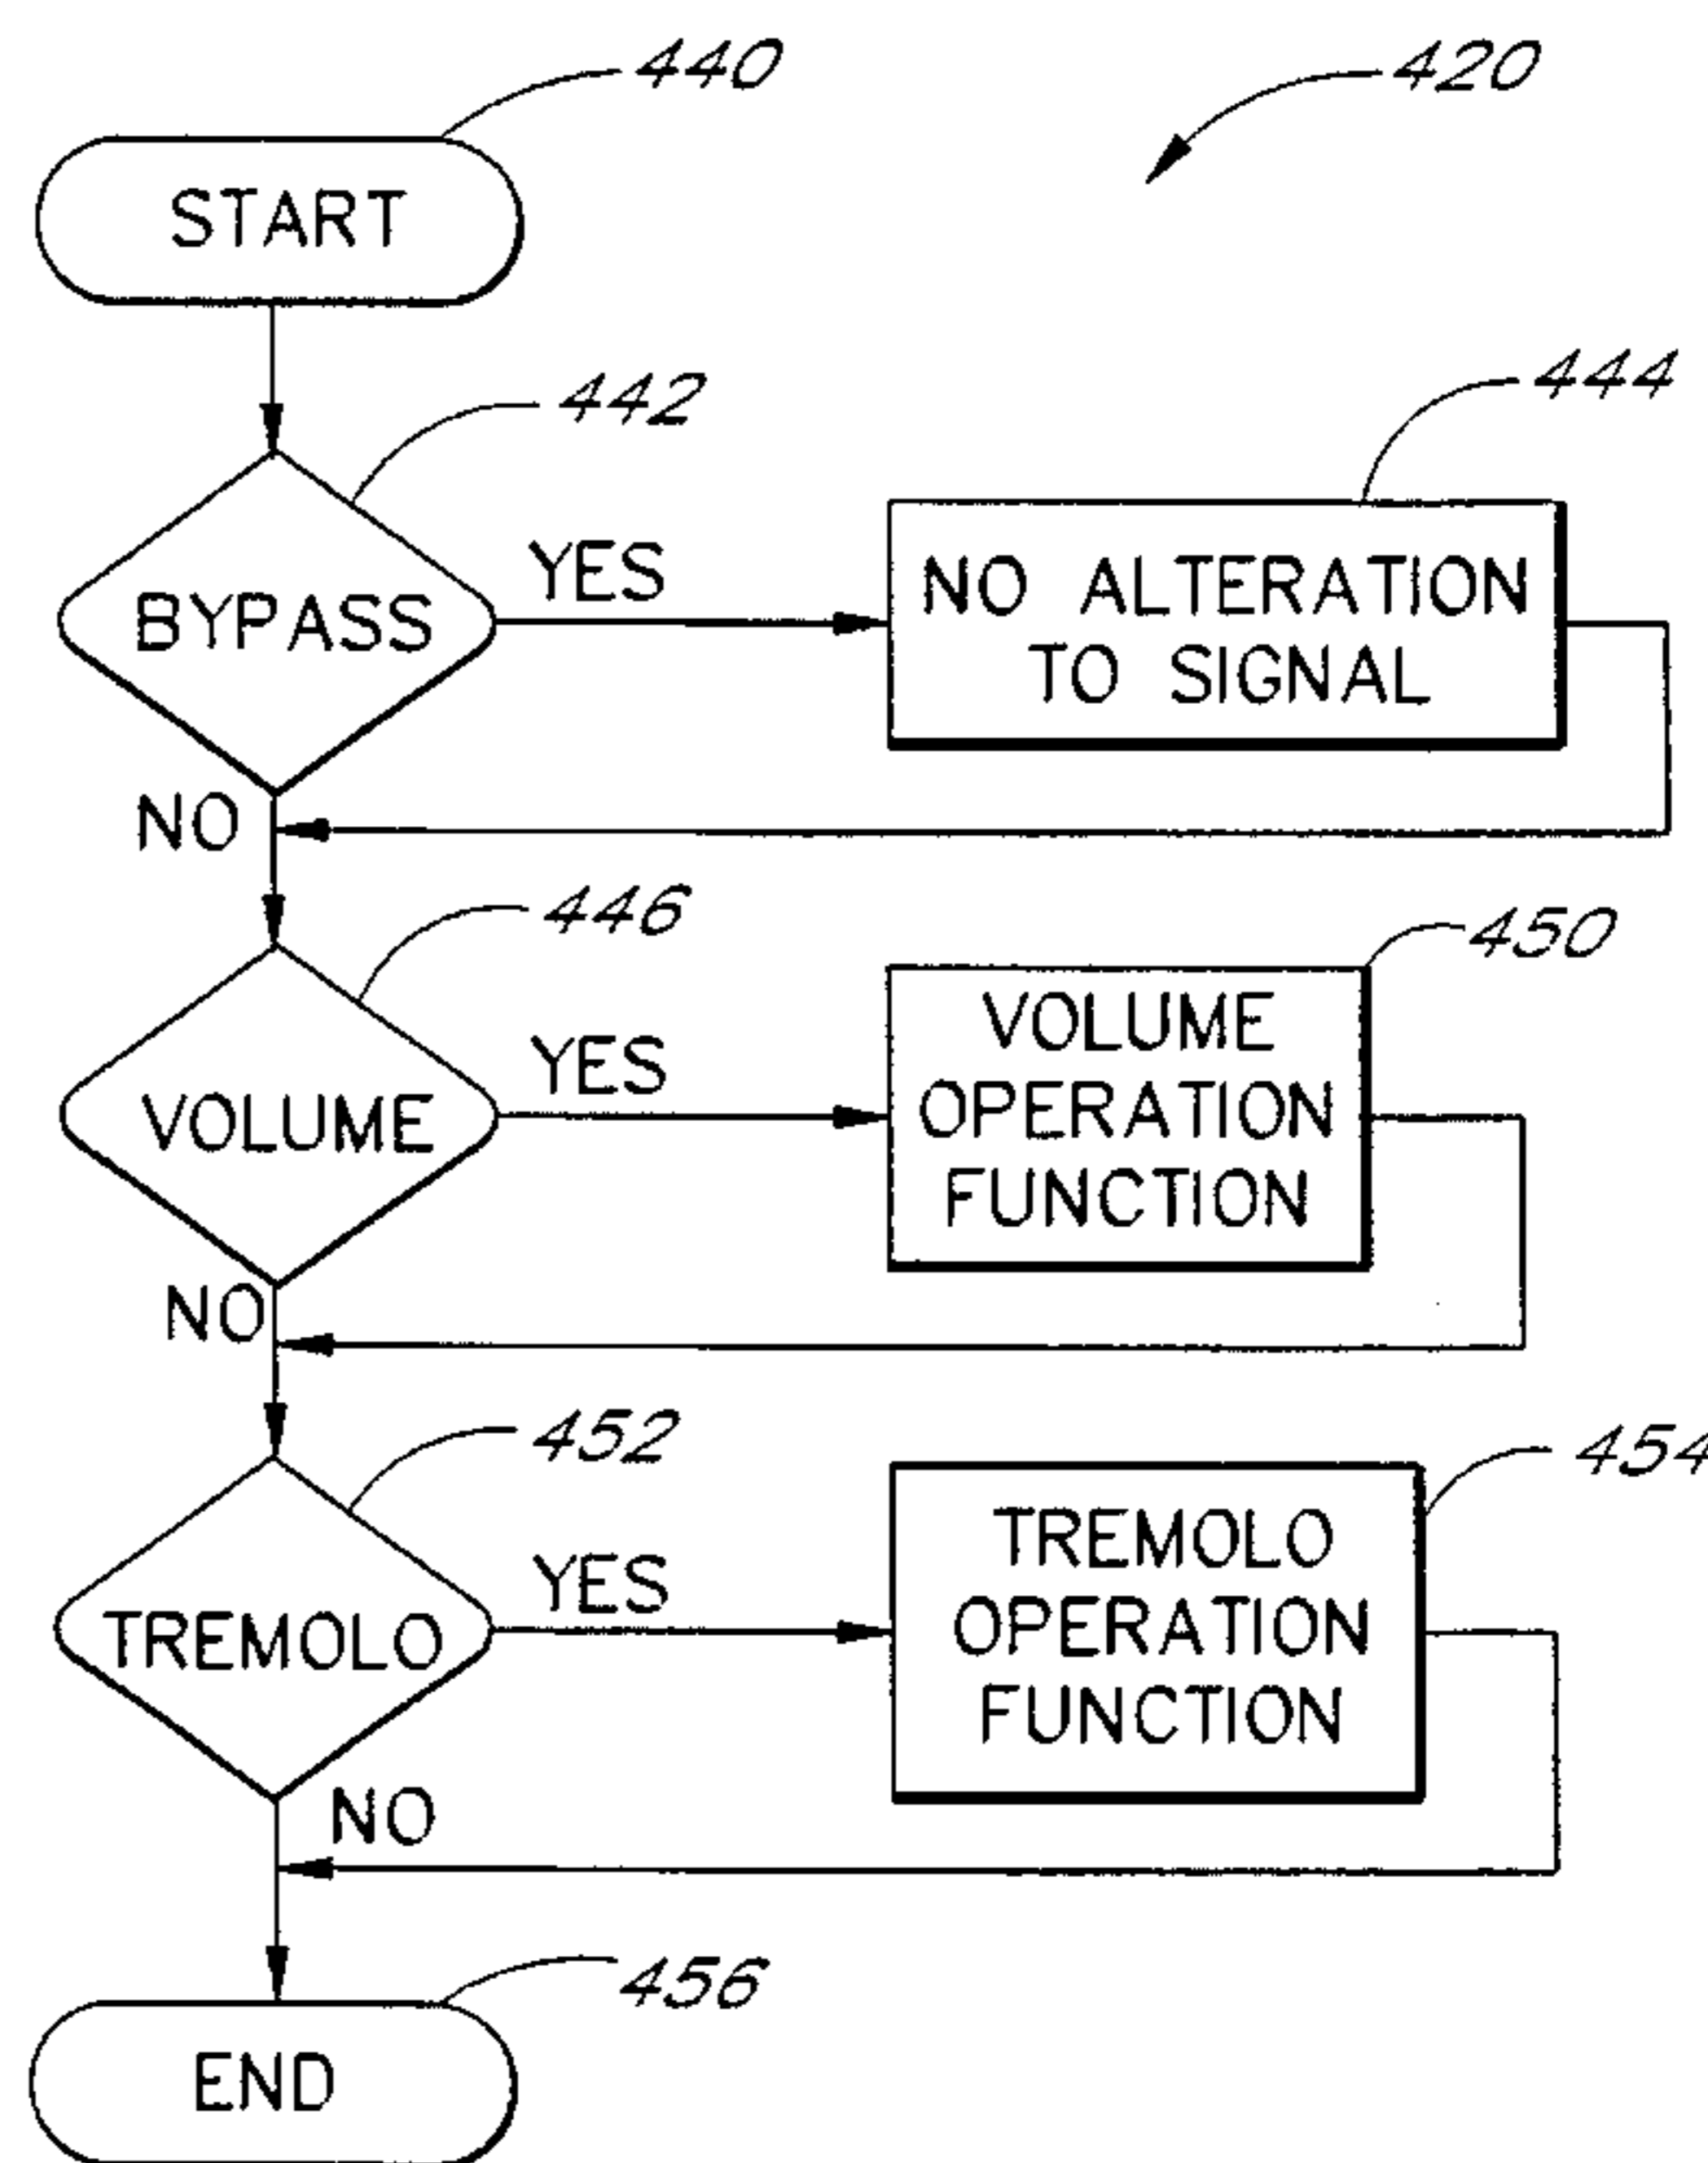 440
420
START
442
444
BYPASS
YES
NO ALTERATION
TO SIGNAL
NO
446
450
VOLUME
YES
VOLUME
OPERATION
FUNCTION
NO
452
454
TREMOLO
YES
TREMOLO
OPERATION
FUNCTION
NO
456
END